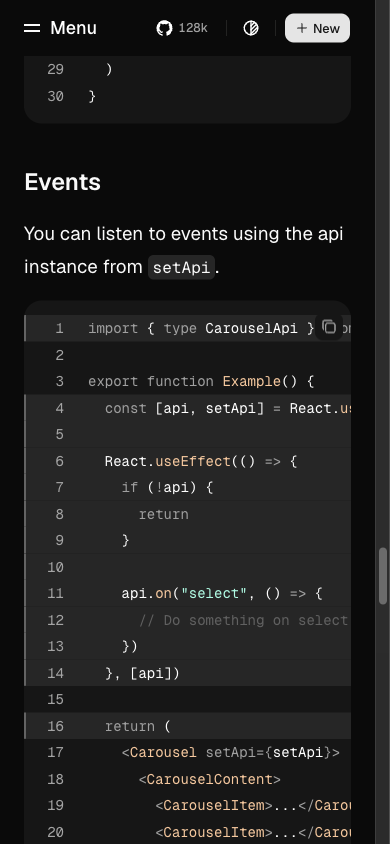 Menu 128k + New
29 )
30 }
Events
You can listen to events using the api
instance from setApi.
1 import { type CarouselApi }
2
3 export function Example() {
4 const [api, setApi] = React.us
5
6 React.useEffect(() => {
7 if (!api) {
8 return
9 }
10
11 api.on("select", () => {
12 // Do something on select
13 })
14 }, [api])
15
16 return (
17 <Carousel setApi={setApi}>
18 <CarouselContent>
19 <CarouselItem>...</Carou
20 <CarouselItem>...</Carou